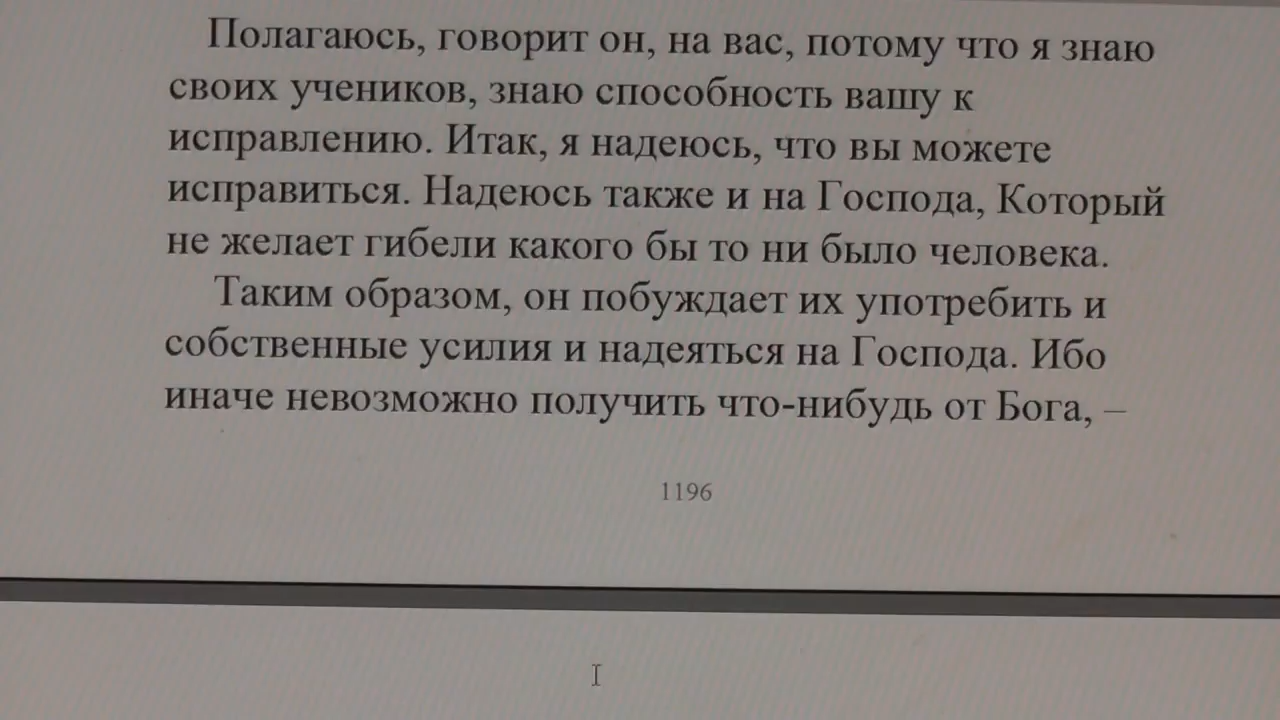 Полагаюсь, говорит он, на вас, потому что я знаю
своих учеников, знаю способность вашу к
исправлению. Итак, я надеюсь, что вы можете
исправиться. Надеюсь также и на Господа, Который
не желает гибели какого бы то ни было человека.
Таким образом, он побуждает их употребить и
собственные усилия и надеяться на Господа. Ибо
иначе невозможно получить что-нибудь от Бога, –
1196